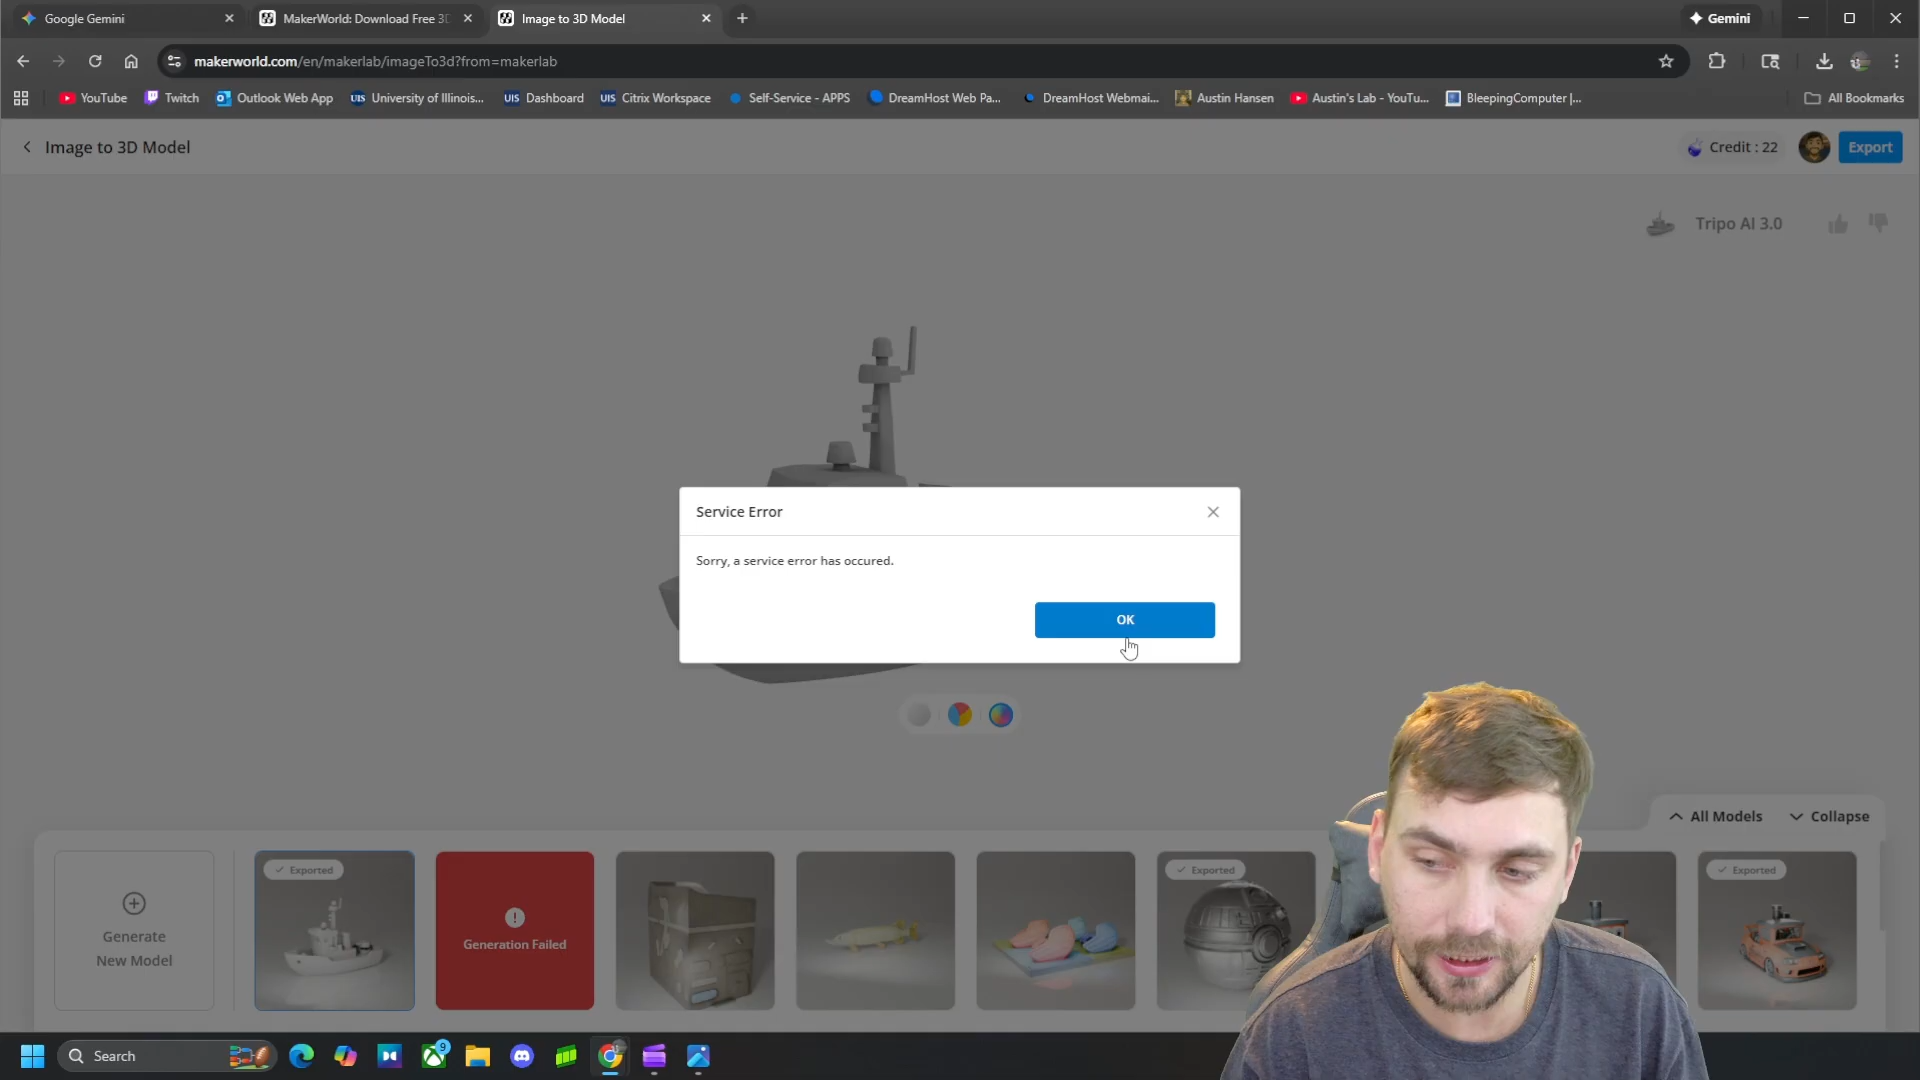 Google Gemini
MakerWorld: Download Free 3D
Image to 3D Model
Gemini
makerworld.com/en/makerlab/imageTo3d?from=makerlab
YouTube
Twitch
Outlook Web App
UIS
University of Illinois...
UIS
Dashboard
UIS
Citrix Workspace
Self-Service - APPS
DreamHost Web Pa...
DreamHost Webmai...
Austin Hansen
Austin's Lab - YouTu...
BleepingComputer |...
All Bookmarks
Image to 3D Model
Credit : 22
Export
Tripo AI 3.0
Service Error
Sorry, a service error has occured.
OK
All Models
Collapse
Generate
New Model
Exported
Generation Failed
Exported
Exported
Search
9